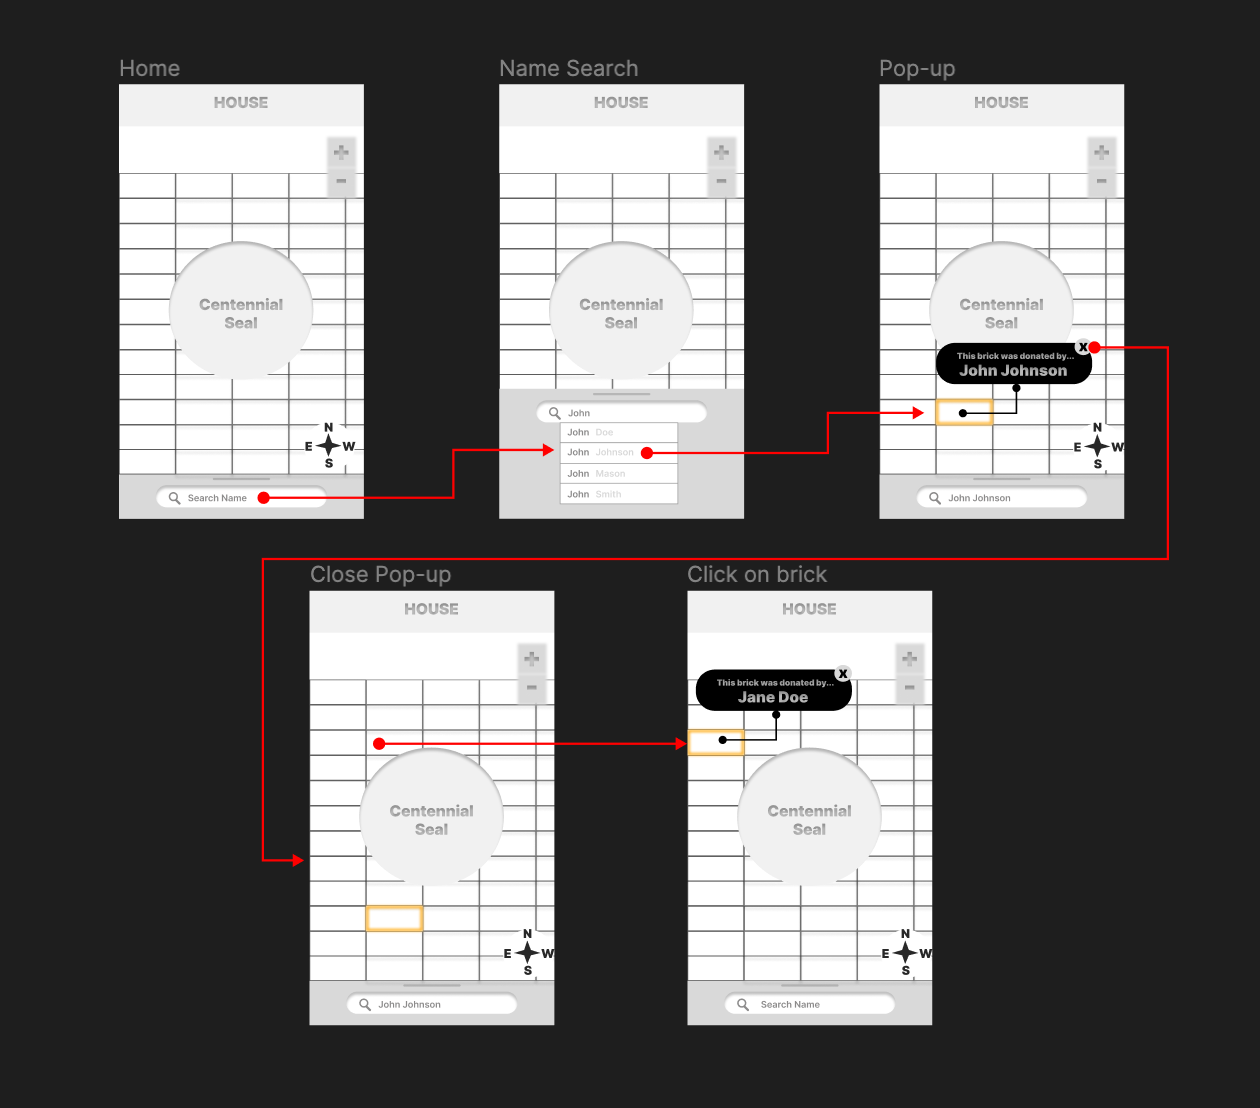 Home
HOUSE
+
-
Centennial
Seal
N
E W
S
Search Name
Name Search
HOUSE
+
-
Centennial
Seal
John
John Doe
John Johnson
John Mason
John Smith
Pop-up
HOUSE
+
-
Centennial
Seal
X
This brick was donated by...
John Johnson
N
E W
S
John Johnson
Close Pop-up
HOUSE
+
-
Centennial
Seal
N
E W
S
John Johnson
Click on brick
HOUSE
+
-
X
This brick was donated by...
Jane Doe
Centennial
Seal
N
E W
S
Search Name